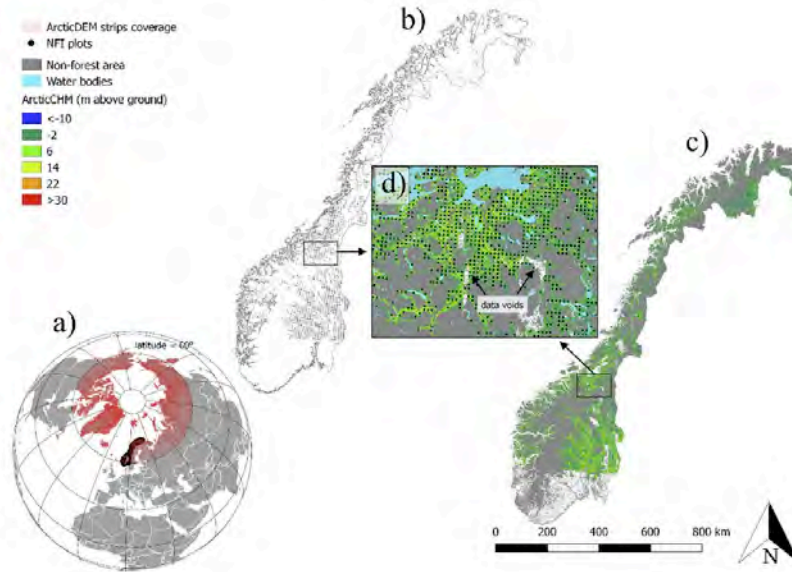 ArcticDEM strips coverage
NFI plots
Non-forest area
Water bodies
ArcticCHM (m above ground)
<-10
-2
6
14
22
>30
b)
c)
d)
data voids
a)
latitude = 60°
0 200 400 600 800 km
N